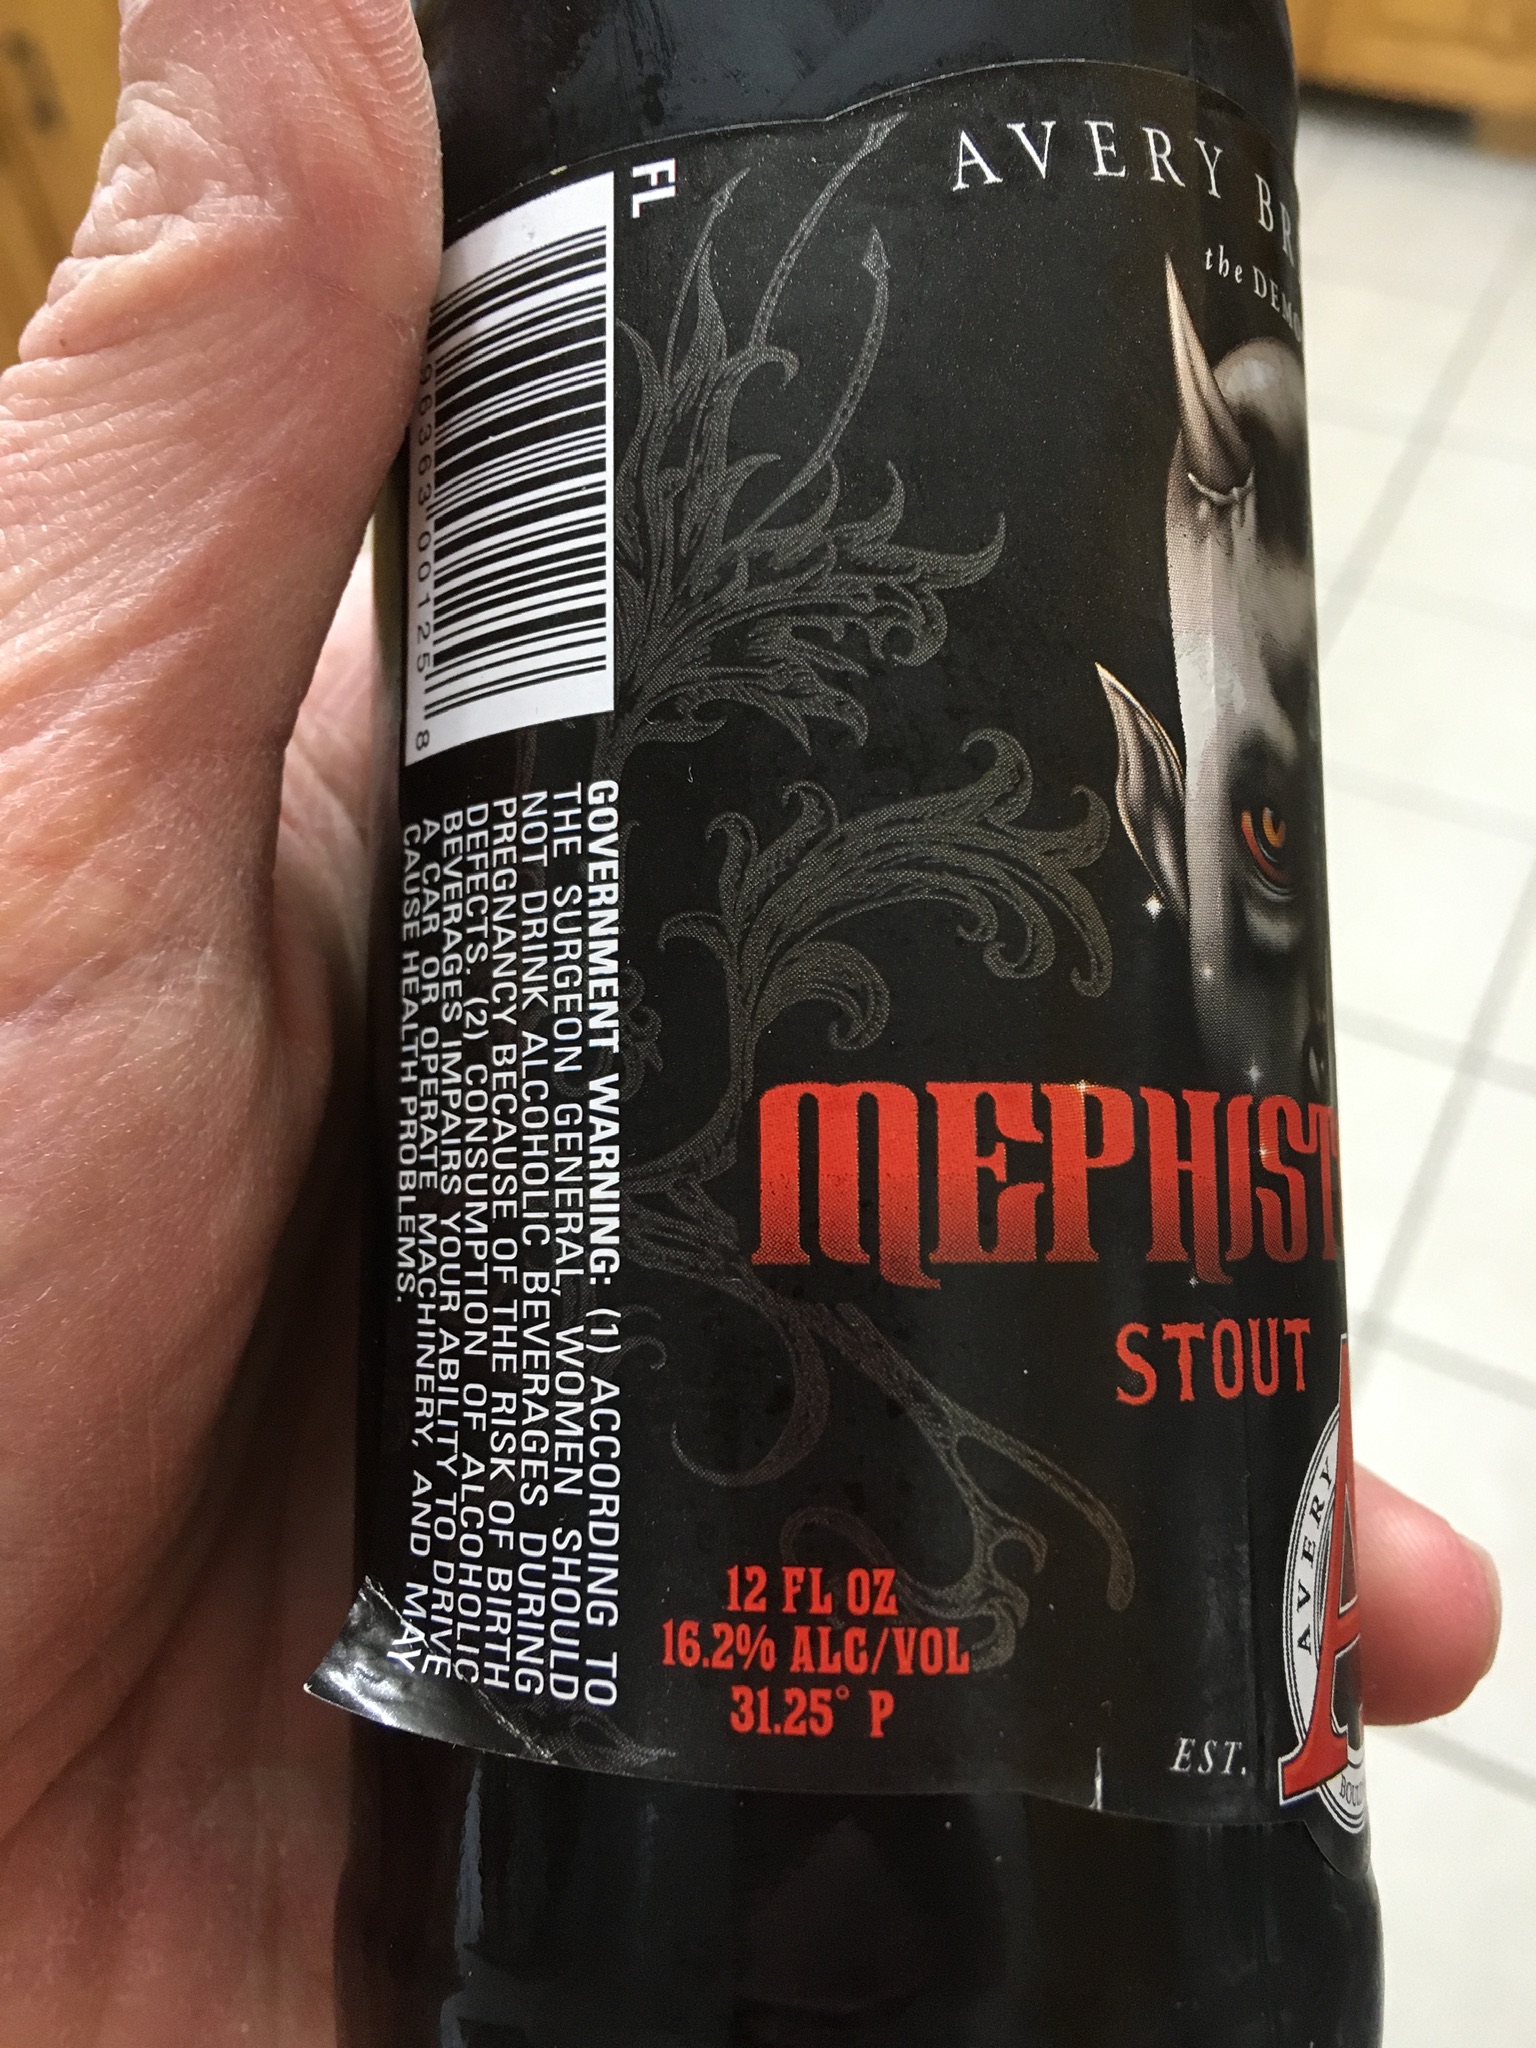 AVERY
the
MEPHIST
STOUT
12 FL OZ
16.2% ALC/VOL
31.25° P
EST.
AVERY
FL
96363 00125 8
GOVERNMENT WARNING: (1) ACCORDING TO
THE SURGEON GENERAL, WOMEN SHOULD
NOT DRINK ALCOHOLIC BEVERAGES DURING
PREGNANCY BECAUSE OF THE RISK OF BIRTH
DEFECTS. (2) CONSUMPTION OF ALCOHOLIC
BEVERAGES IMPAIRS YOUR ABILITY TO DRIVE
A CAR OR OPERATE MACHINERY, AND MAY
CAUSE HEALTH PROBLEMS.